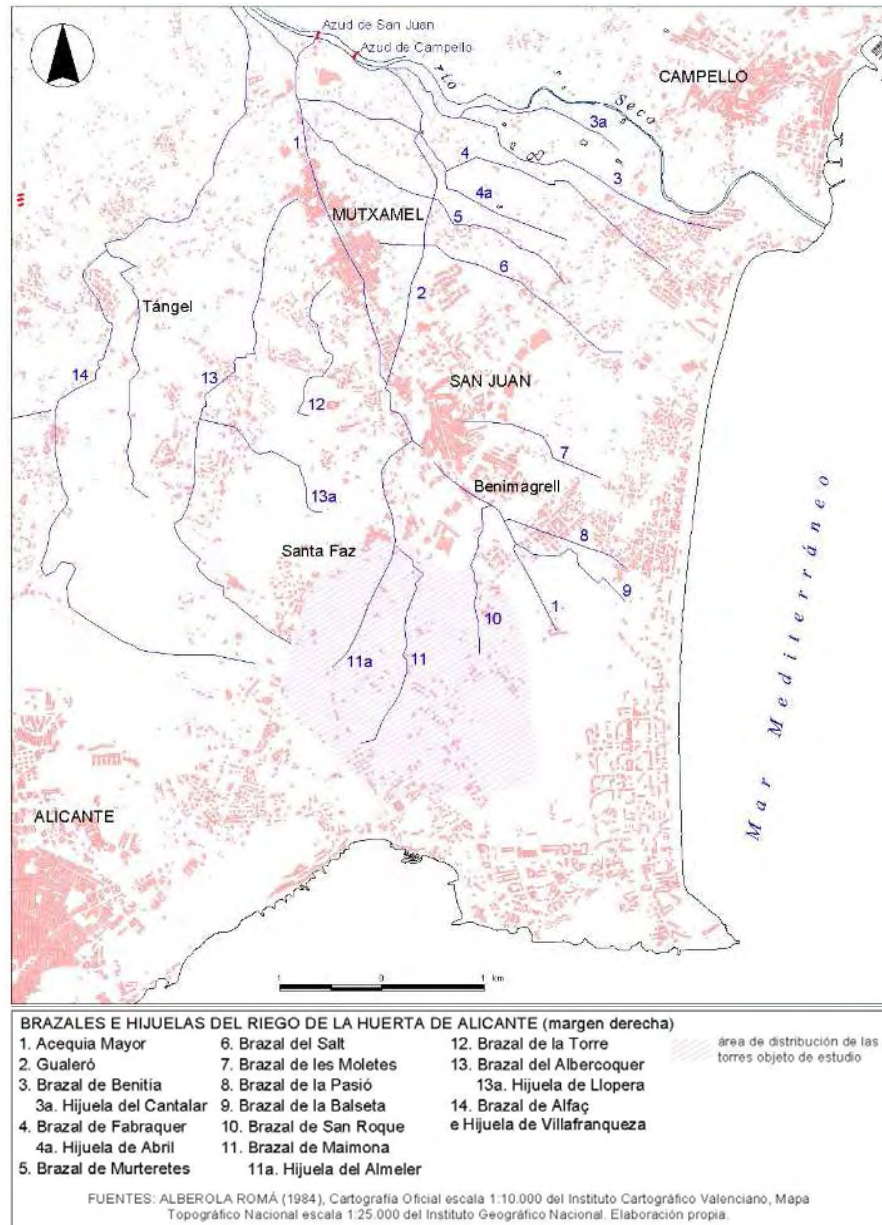 Azud de San Juan
Azud de Campello
río Seco
CAMPELLO
3a
1
4
3
4a
MUTXAMEL
5
6
2
Tángel
14
13
SAN JUAN
12
7
Benimagrell
13a
8
Santa Faz
9
10
1
11a
11
Mar Mediterráneo
ALICANTE
1 0 1 km
BRAZALES E HIJUELAS DEL RIEGO DE LA HUERTA DE ALICANTE (margen derecha)
1. Acequia Mayor
2. Gualeró
3. Brazal de Benitía
3a. Hijuela del Cantalar
4. Brazal de Fabraquer
4a. Hijuela de Abril
5. Brazal de Murteretes
6. Brazal del Salt
7. Brazal de les Moletes
8. Brazal de la Pasió
9. Brazal de la Balseta
10. Brazal de San Roque
11. Brazal de Maimona
11a. Hijuela del Almeler
12. Brazal de la Torre
13. Brazal del Albercoquer
13a. Hijuela de Llopera
14. Brazal de Alfaç
e Hijuela de Villafranqueza
área de distribución de las
torres objeto de estudio
FUENTES: ALBEROLA ROMÁ (1984), Cartografía Oficial escala 1:10.000 del Instituto Cartográfico Valenciano, Mapa
Topográfico Nacional escala 1:25.000 del Instituto Geográfico Nacional. Elaboración propia.